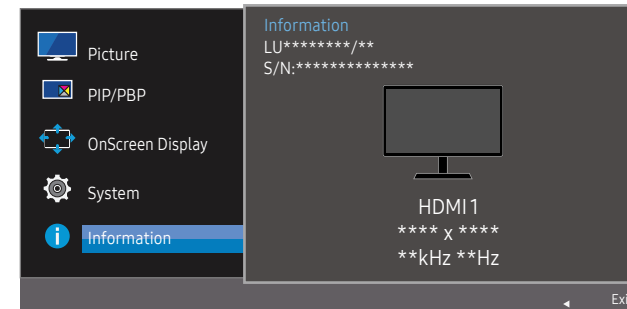 Picture
PIP/PBP
OnScreen Display
System
Information
Information
LU********/**
S/N:**************
HDMI1
**** x ****
**kHz **Hz